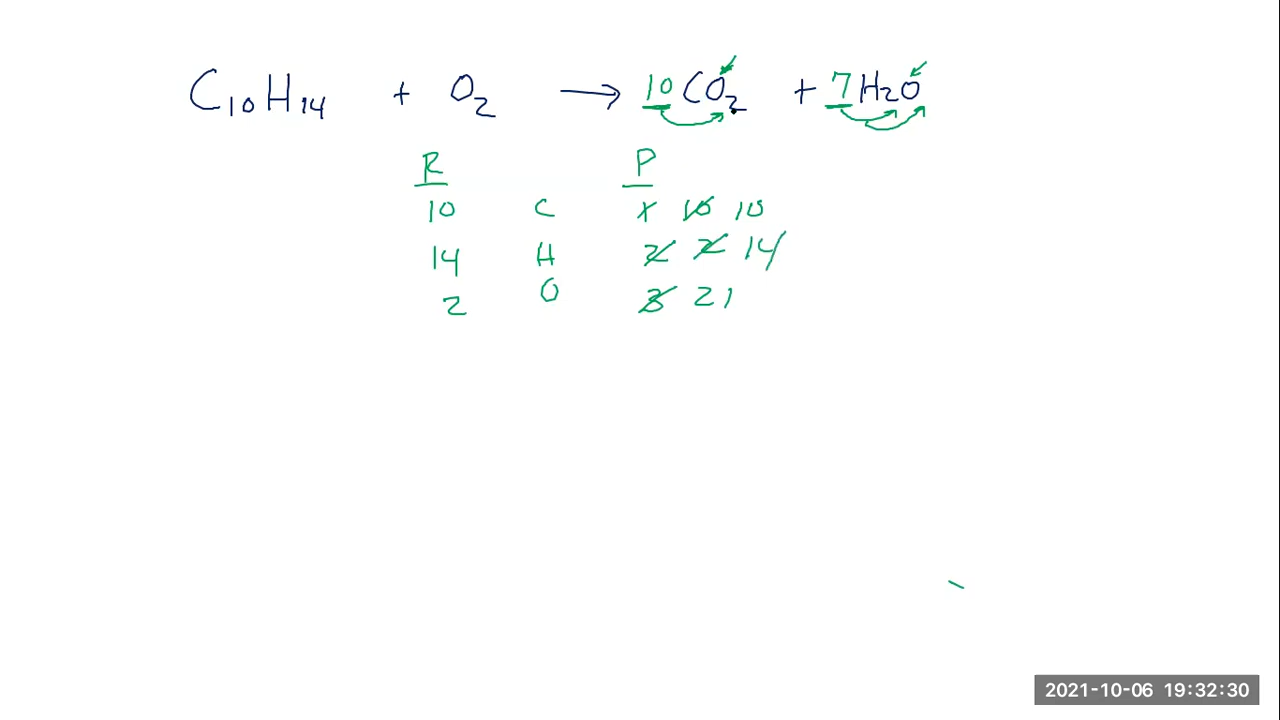 C10H14 + O2 → 10CO2 + 7H2O
R P
10 C 1 10 10
14 H 2 2 14
2 O 3 21
2021-10-06 19:32:30